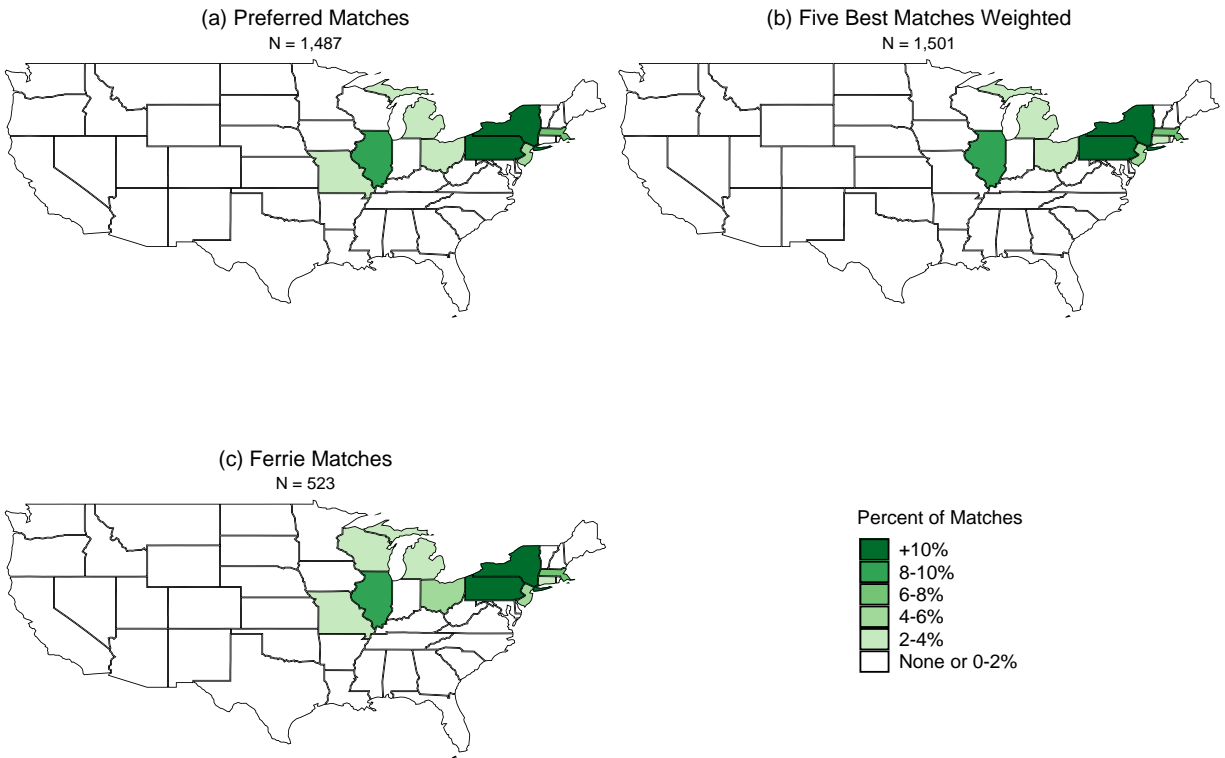 (a) Preferred Matches
N = 1,487
(b) Five Best Matches Weighted
N = 1,501
(c) Ferrie Matches
N = 523
Percent of Matches
+10%
8-10%
6-8%
4-6%
2-4%
None or 0-2%